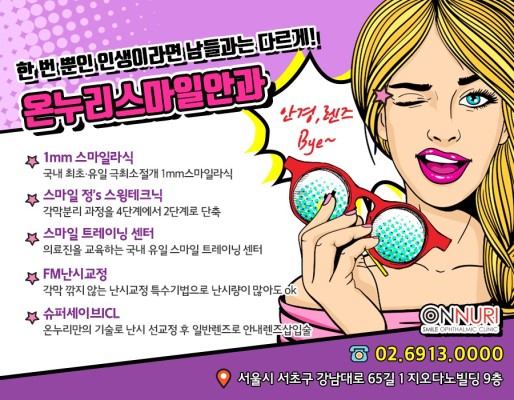 한 번 뿐인 인생이라면 남들과는 다르게!!
온누리스마일안과
안경, 렌즈
Bye~
1mm 스마일라식
국내 최초·유일 극최소절개 1mm스마일라식
스마일 정's 스윙테크닉
각막분리 과정을 4단계에서 2단계로 단축
스마일 트레이닝 센터
의료진을 교육하는 국내 유일 스마일 트레이닝 센터
FM난시교정
각막 깎지 않는 난시교정 특수기법으로 난시량이 많아도 ok
슈퍼세이브ICL
온누리만의 기술로 난시 선교정 후 일반렌즈로 안내렌즈삽입술
ONNURI
SMILE OPHTHALMIC CLINIC
02.6913.0000
서울시 서초구 강남대로 65길 1 지오다노빌딩 9층